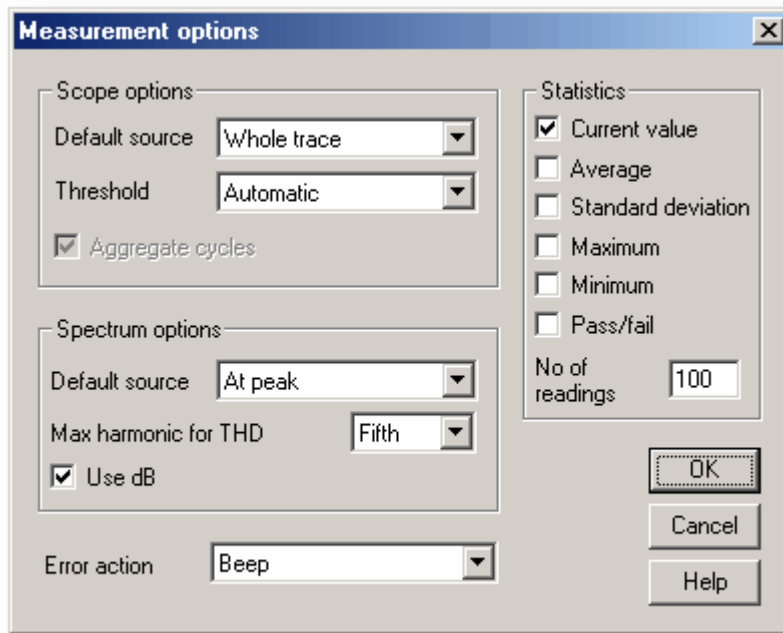 Measurement options
Scope options
Default source Whole trace
Threshold Automatic
Aggregate cycles
Spectrum options
Default source At peak
Max harmonic for THD Fifth
Use dB
Error action Beep
Statistics
Current value
Average
Standard deviation
Maximum
Minimum
Pass/fail
No of
readings 100
OK
Cancel
Help